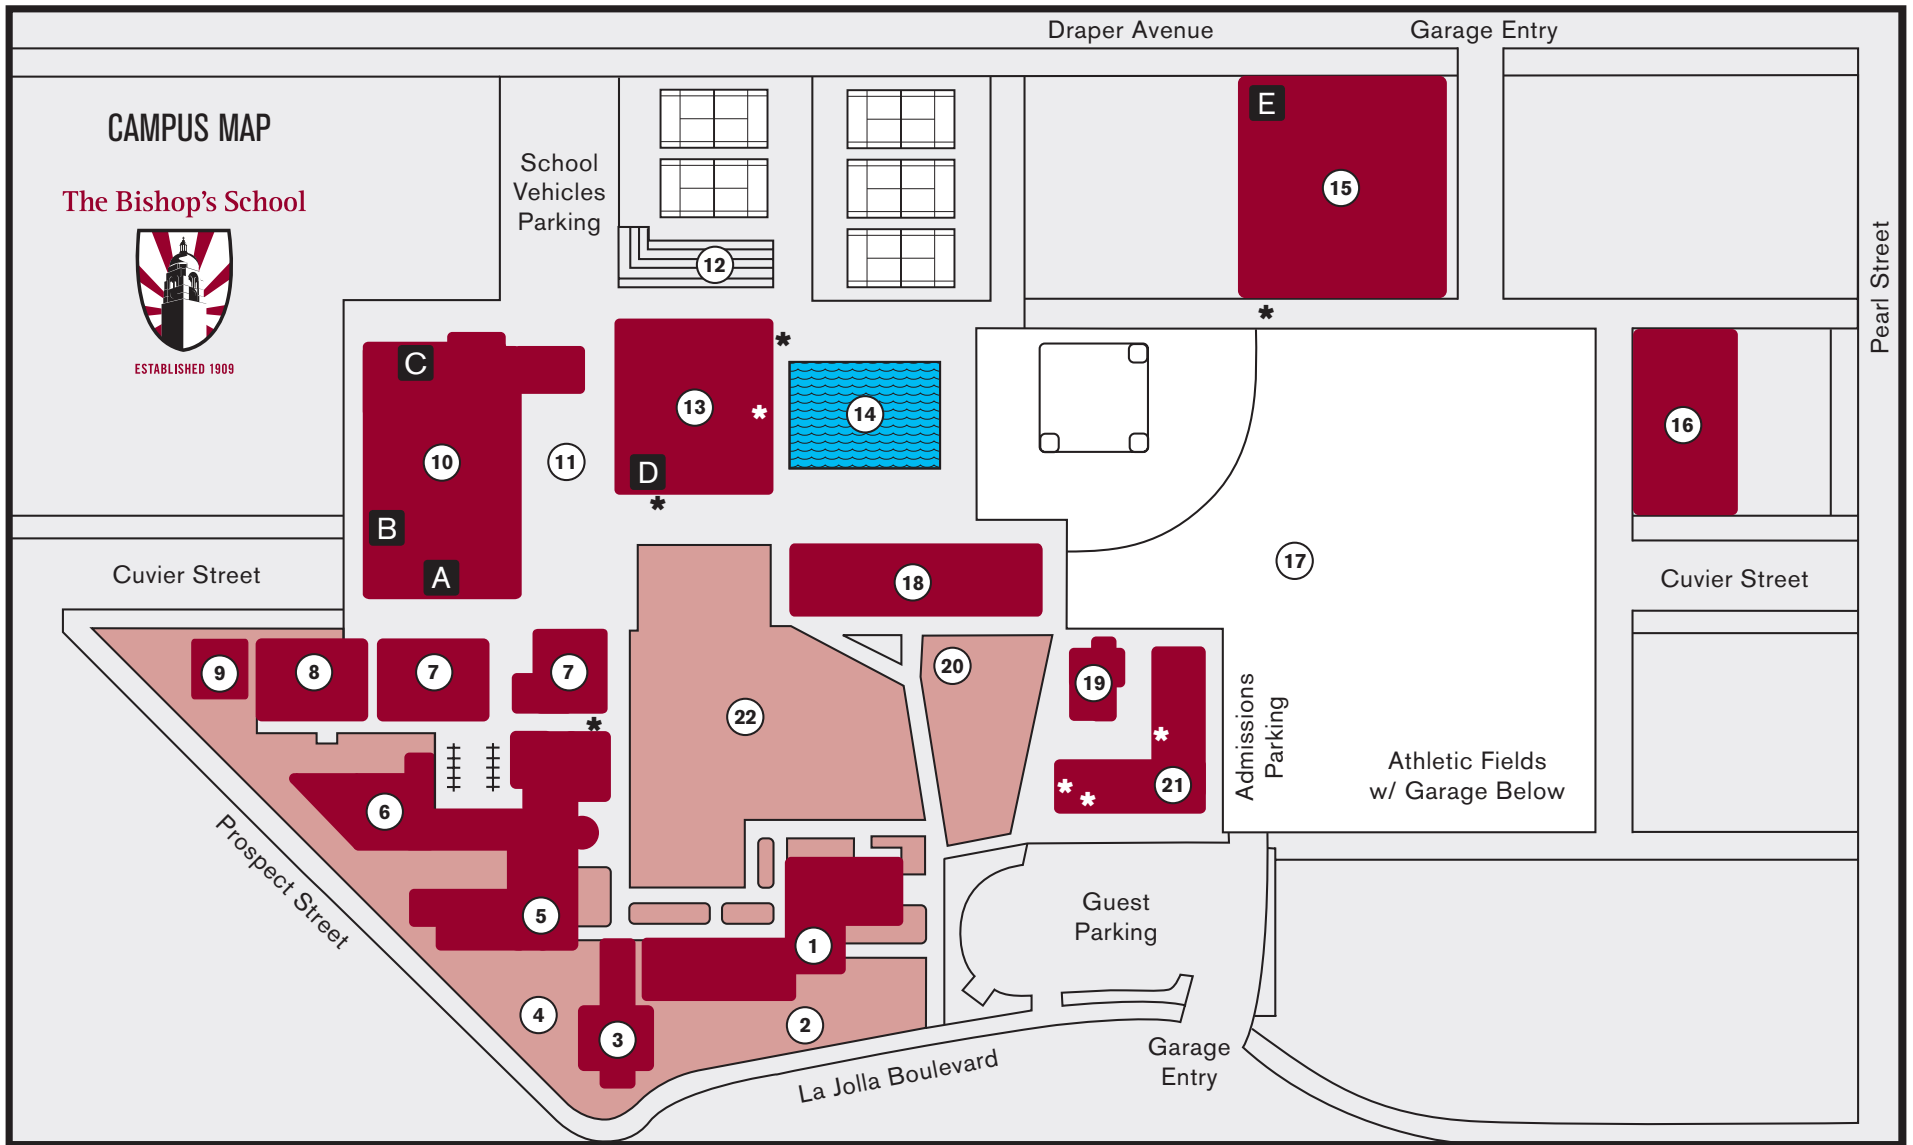 Draper Avenue
Garage Entry
CAMPUS MAP
The Bishop's School
ESTABLISHED 1909
School
Vehicles
Parking
E
15
12
Pearl Street
C
13
*
*
14
*
16
10
11
D
*
B
A
17
Cuvier Street
18
Cuvier Street
9
8
7
7
20
19
*
22
Admissions
Parking
*
Athletic Fields
w/ Garage Below
6
*
*
21
Prospect Street
5
Guest
Parking
1
4
2
3
La Jolla Boulevard
Garage
Entry